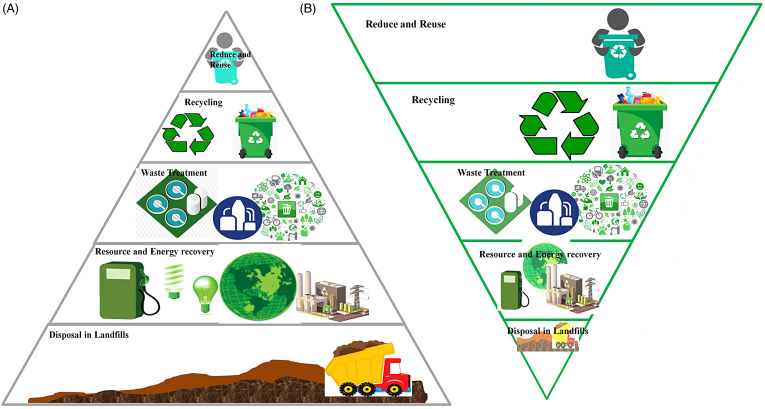 (A)
Reduce and
Reuse
Recycling
Waste Treatment
Resource and Energy recovery
Disposal in Landfills
(B)
Reduce and Reuse
Recycling
Waste Treatment
Resource and Energy recovery
Disposal in Landfills